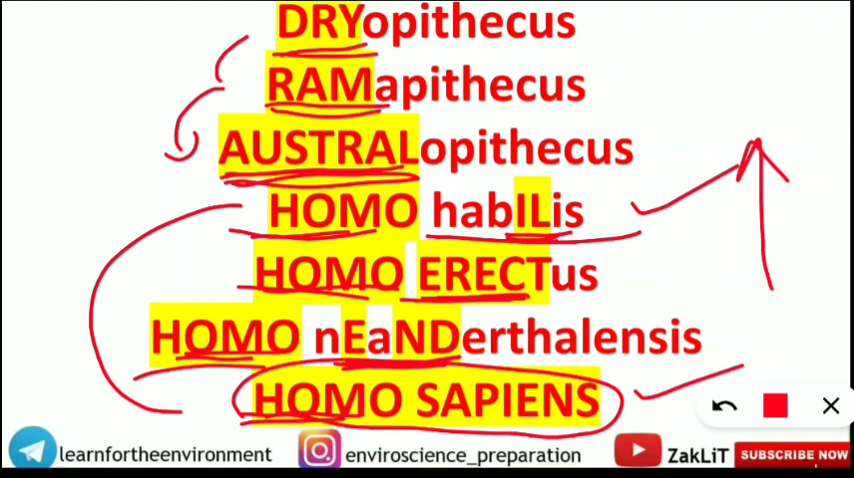 DRYopithecus
RAMapithecus
AUSTRALopithecus
HOMO habILis
HOMO ERECTus
HOMO nEaNDerthalensis
HOMO SAPIENS
learnfortheenvironment enviroscience_preparation ZakLiT SUBSCRIBE NOW